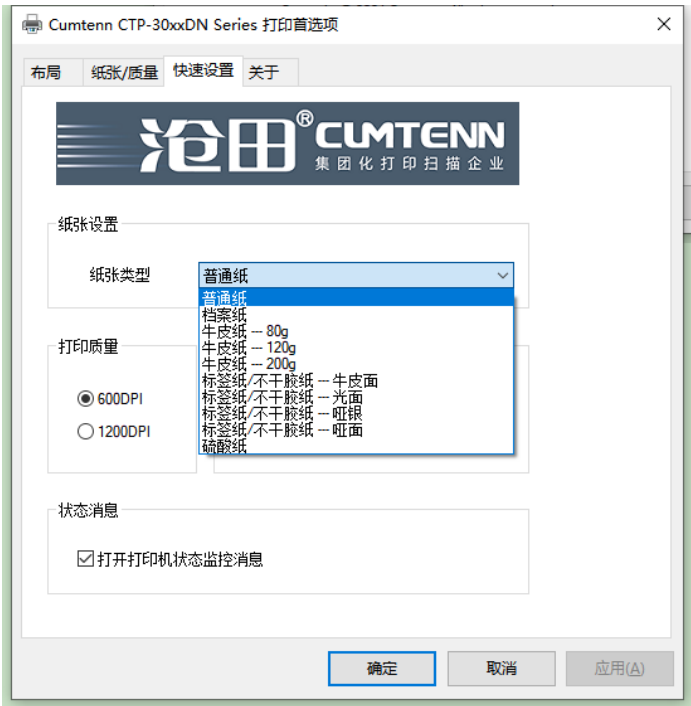 Cumtenn CTP-30xxDN Series 打印首选项
布局 纸张/质量 快速设置 关于
沧田®CUMTENN
集团化打印扫描企业
纸张设置
纸张类型 普通纸
普通纸
档案纸
牛皮纸 --- 80g
牛皮纸 --- 120g
牛皮纸 --- 200g
标签纸/不干胶纸 --- 牛皮面
标签纸/不干胶纸 --- 光面
标签纸/不干胶纸 --- 哑银
标签纸/不干胶纸 --- 哑面
硫酸纸
打印质量
600DPI
1200DPI
状态消息
打开打印机状态监控消息
确定 取消 应用(A)